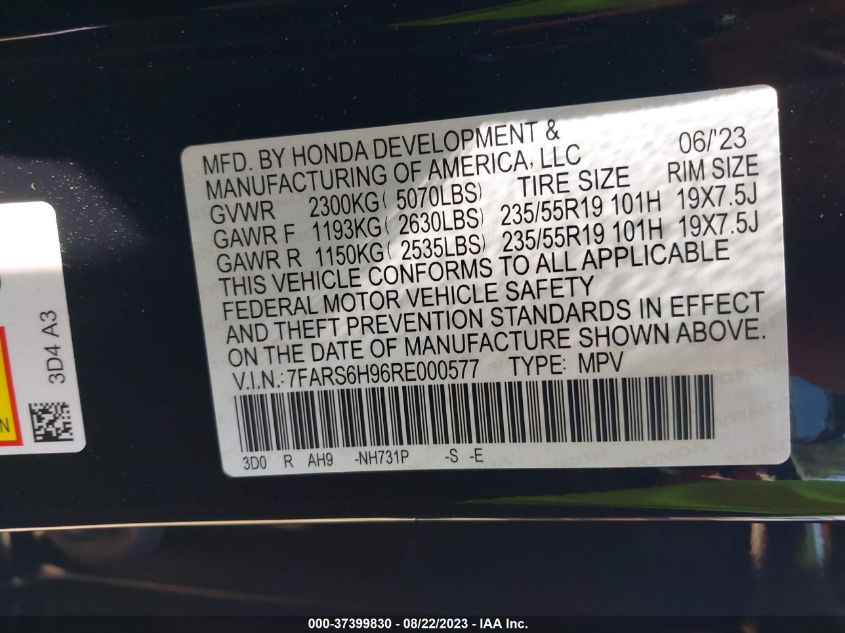 MFD. BY HONDA DEVELOPMENT & 06/'23
MANUFACTURING OF AMERICA, LLC RIM SIZE
GVWR 2300KG( 5070LBS) TIRE SIZE
GAWR F 1193KG( 2630LBS) 235/55R19 101H 19X7.5J
GAWR R 1150KG( 2535LBS) 235/55R19 101H 19X7.5J
THIS VEHICLE CONFORMS TO ALL APPLICABLE
FEDERAL MOTOR VEHICLE SAFETY
AND THEFT PREVENTION STANDARDS IN EFFECT
ON THE DATE OF MANUFACTURE SHOWN ABOVE.
V.I.N.:7FARS6H96RE000577 TYPE: MPV
3D0 R AH9 -NH731P -S -E
3D4 A3
000-37399830 - 08/22/2023 - IAA Inc.